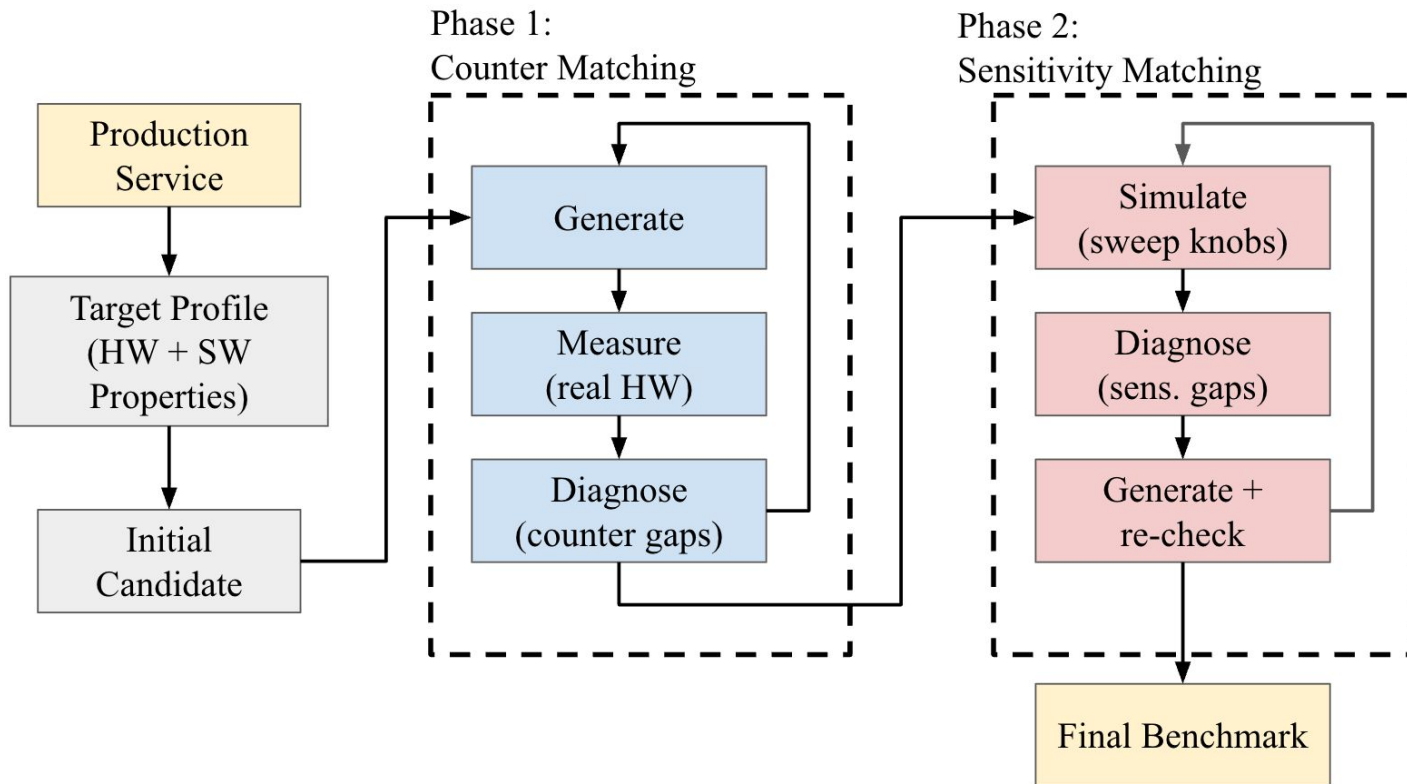 Phase 1:
Counter Matching
Phase 2:
Sensitivity Matching
Production
Service
Target Profile
(HW + SW
Properties)
Initial
Candidate
Generate
Measure
(real HW)
Diagnose
(counter gaps)
Simulate
(sweep knobs)
Diagnose
(sens. gaps)
Generate +
re-check
Final Benchmark